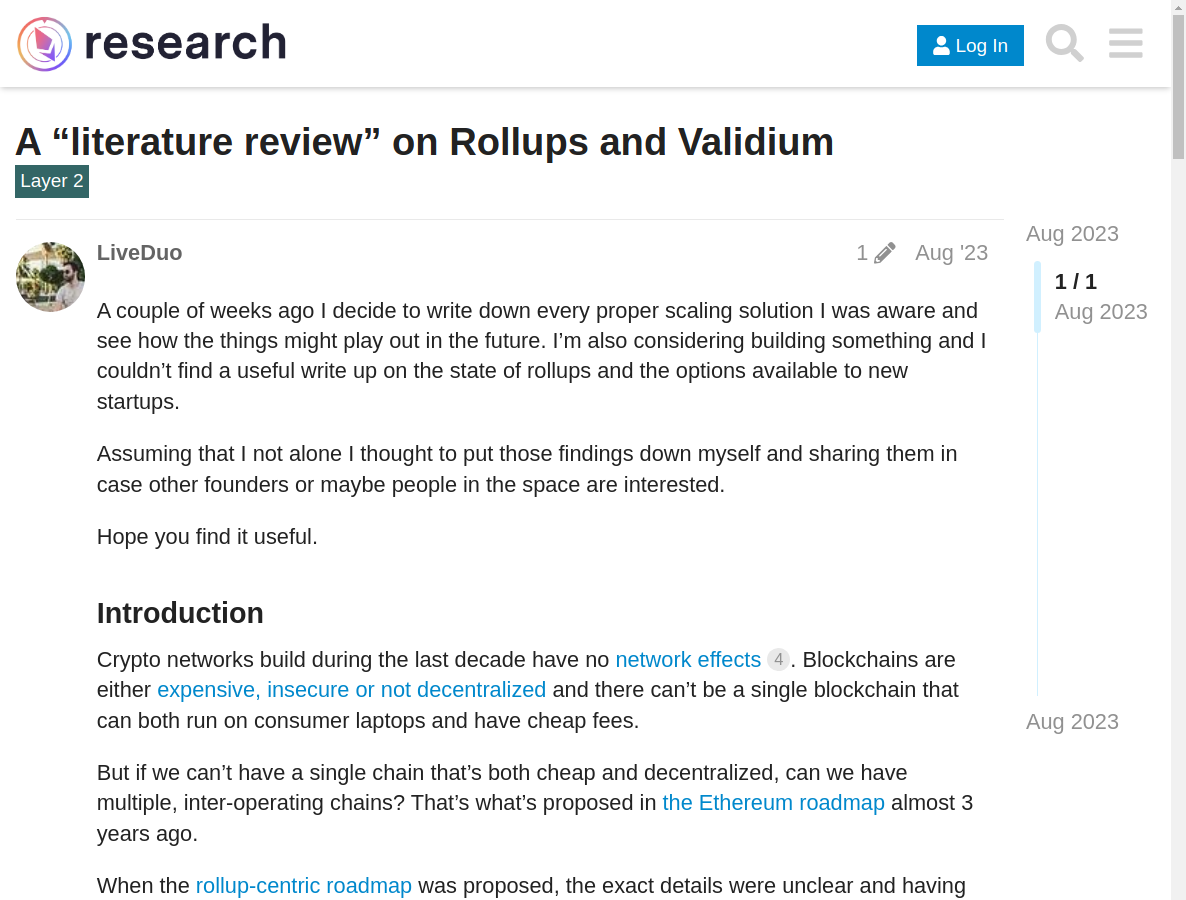 research
Log In
A “literature review” on Rollups and Validium
Layer 2
LiveDuo
1
Aug '23
A couple of weeks ago I decide to write down every proper scaling solution I was aware and
see how the things might play out in the future. I’m also considering building something and I
couldn’t find a useful write up on the state of rollups and the options available to new
startups.
Assuming that I not alone I thought to put those findings down myself and sharing them in
case other founders or maybe people in the space are interested.
Hope you find it useful.
Introduction
Crypto networks build during the last decade have no network effects 4. Blockchains are
either expensive, insecure or not decentralized and there can’t be a single blockchain that
can both run on consumer laptops and have cheap fees.
But if we can’t have a single chain that’s both cheap and decentralized, can we have
multiple, inter-operating chains? That’s what’s proposed in the Ethereum roadmap almost 3
years ago.
When the rollup-centric roadmap was proposed, the exact details were unclear and having
Aug 2023
1 / 1
Aug 2023
Aug 2023